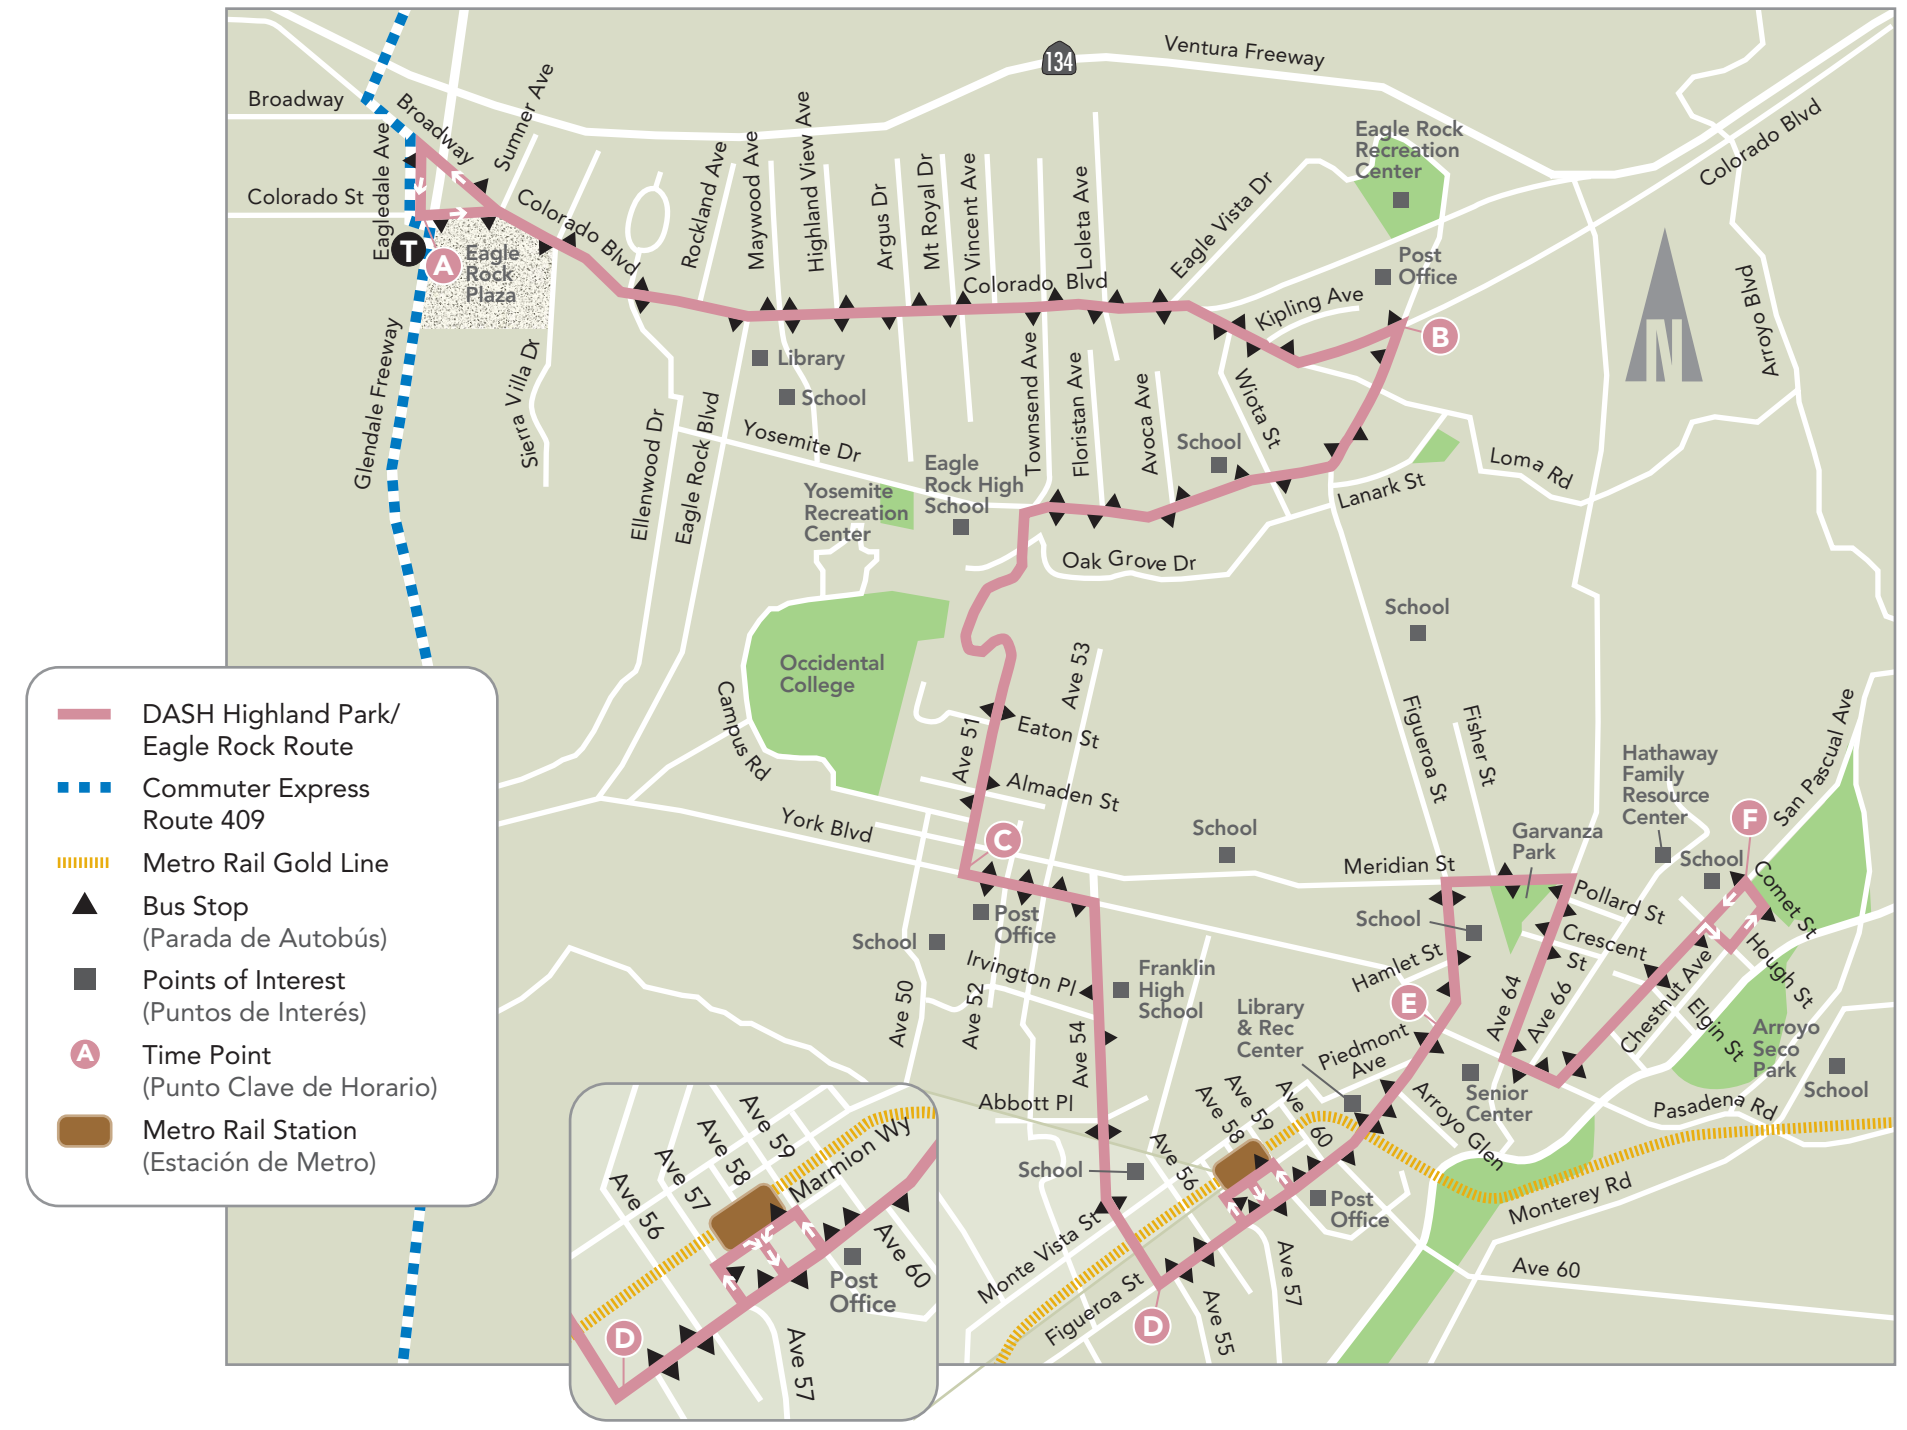 134
Ventura Freeway
Broadway
Broadway
Sumner Ave
Eagledale Ave
Colorado St
Colorado Blvd
Rockland Ave
Maywood Ave
Highland View Ave
Argus Dr
Mt Royal Dr
Vincent Ave
Loleta Ave
Eagle Vista Dr
Eagle Rock
Recreation
Center
Colorado Blvd
Post
Office
T
A
Eagle
Rock
Plaza
Colorado Blvd
Kipling Ave
B
N
Arroyo Blvd
Glendale Freeway
Sierra Villa Dr
Library
School
Ellenwood Dr
Eagle Rock Blvd
Yosemite Dr
Townsend Ave
Floristan Ave
Avoca Ave
Wiota St
School
Eagle
Rock High
School
Yosemite
Recreation
Center
Lanark St
Loma Rd
Oak Grove Dr
School
Occidental
College
Campus Rd
Ave 53
Ave 51
Eaton St
Almaden St
York Blvd
C
School
Figueroa St
Fisher St
Meridian St
Garvanza
Park
Hathaway
Family
Resource
Center
School
F
San Pascual Ave
Comet St
Pollard St
Crescent
St
Hough St
Chestnut Ave
Elgin St
School
Hamlet St
Post
Office
School
Irvington Pl
Ave 50
Ave 52
Ave 54
Franklin
High
School
Library
& Rec
Center
E
Piedmont
Ave
Ave 64
Ave 66
Arroyo
Seco
Park
School
Senior
Center
Pasadena Rd
Arroyo Glen
Abbott Pl
School
Ave 56
Ave 58
Ave 59
Ave
60
Post
Office
Monterey Rd
Ave 60
Monte Vista St
Figueroa St
D
Ave 55
Ave 57
DASH Highland Park/
Eagle Rock Route
Commuter Express
Route 409
Metro Rail Gold Line
Bus Stop
(Parada de Autobús)
Points of Interest
(Puntos de Interés)
A
Time Point
(Punto Clave de Horario)
Metro Rail Station
(Estación de Metro)
Ave 59
Ave 58
Ave 57
Ave 56
Marmion Wy
Post
Office
Ave 60
D
Ave 57